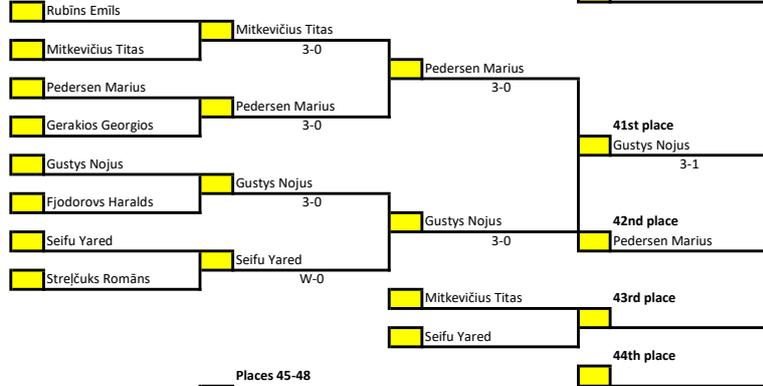 Rubīns Emīls
Mitkevičius Titas
Mitkevičius Titas
3-0
Pedersen Marius
3-0
Pedersen Marius
Pedersen Marius
3-0
Gerakios Georgios
41st place
Gustys Nojus
3-1
Gustys Nojus
Gustys Nojus
3-0
Fjodorovs Haralds
Gustys Nojus
3-0
42nd place
Pedersen Marius
Seifu Yared
Seifu Yared
W-0
Streļčuks Romāns
Mitkevičius Titas
43rd place
Seifu Yared
44th place
Places 45-48